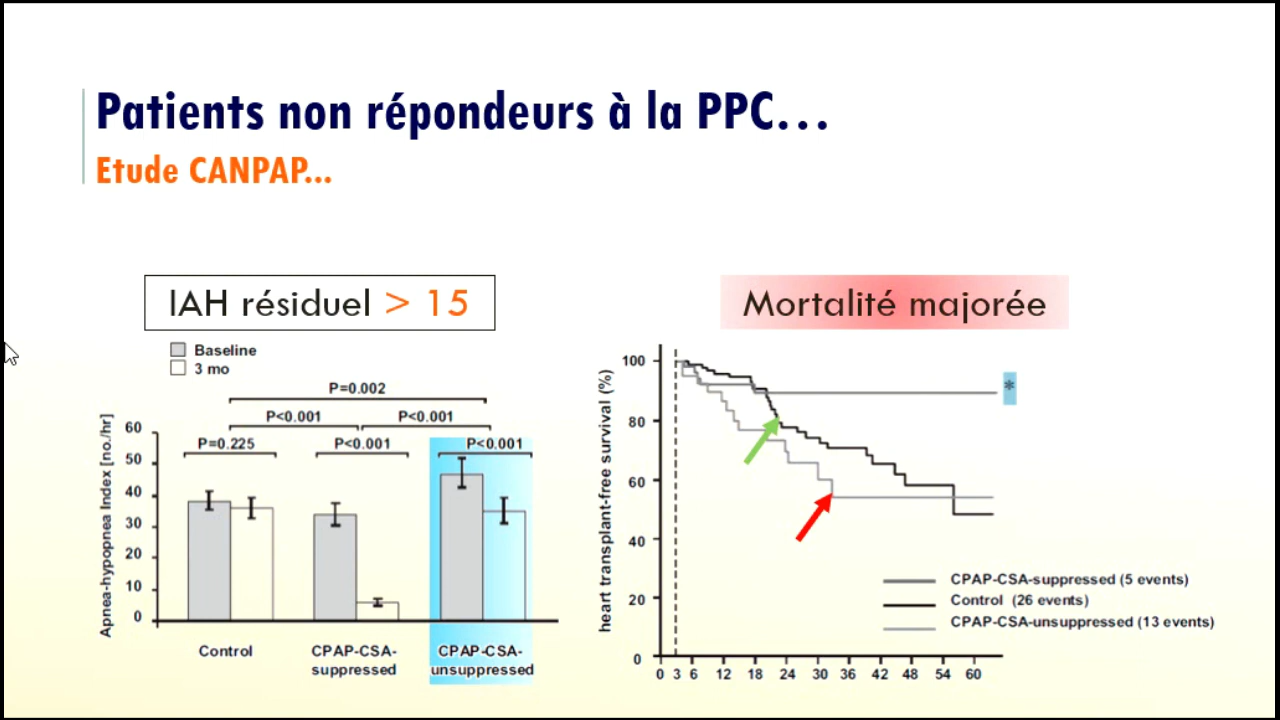 Patients non répondeurs à la PPC...
Etude CANPAP...
IAH résiduel > 15
Mortalité majorée
Baseline
3 mo
P=0.002
P<0.001 P<0.001
P=0.225 P<0.001 P<0.001
Apnea-hypopnea Index [no./hr]
60
50
40
30
20
10
0
Control
CPAP-CSA-
suppressed
CPAP-CSA-
unsuppressed
heart transplant-free survival (%)
100
80
60
40
20
0
*
CPAP-CSA-suppressed (5 events)
Control (26 events)
CPAP-CSA-unsuppressed (13 events)
0 3 6 12 18 24 30 36 42 48 54 60